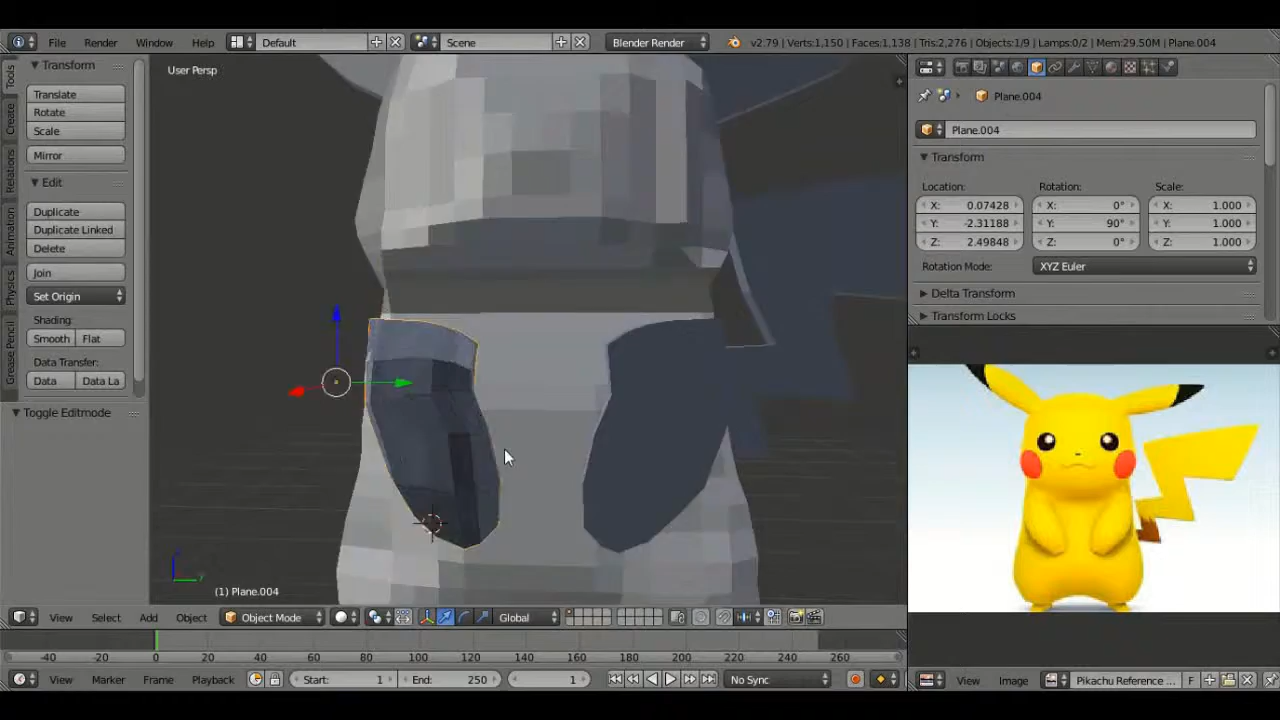 File Render Window Help Default Scene Blender Render v2.79 | Verts:1,150 | Faces:1,138 | Tris:2,276 | Objects:1/9 | Lamps:0/2 | Mem:29.50M | Plane.004
Tools
Create
Relations
Animation
Physics
Grease Pencil
Transform
Translate
Rotate
Scale
Mirror
Edit
Duplicate
Duplicate Linked
Delete
Join
Set Origin
Shading:
Smooth Flat
Data Transfer:
Data Data La
Toggle Editmode
User Persp
(1) Plane.004
View Select Add Object Object Mode Global
Plane.004
Plane.004
Transform
Location: Rotation: Scale:
X: 0.07428 X: 0° X: 1.000
Y: -2.31188 Y: 90° Y: 1.000
Z: 2.49848 Z: 0° Z: 1.000
Rotation Mode: XYZ Euler
Delta Transform
Transform Locks
View Image Pikachu Reference ... F
-40 -20 0 20 40 60 80 100 120 140 160 180 200 220 240 260
View Marker Frame Playback Start: 1 End: 250 1 No Sync